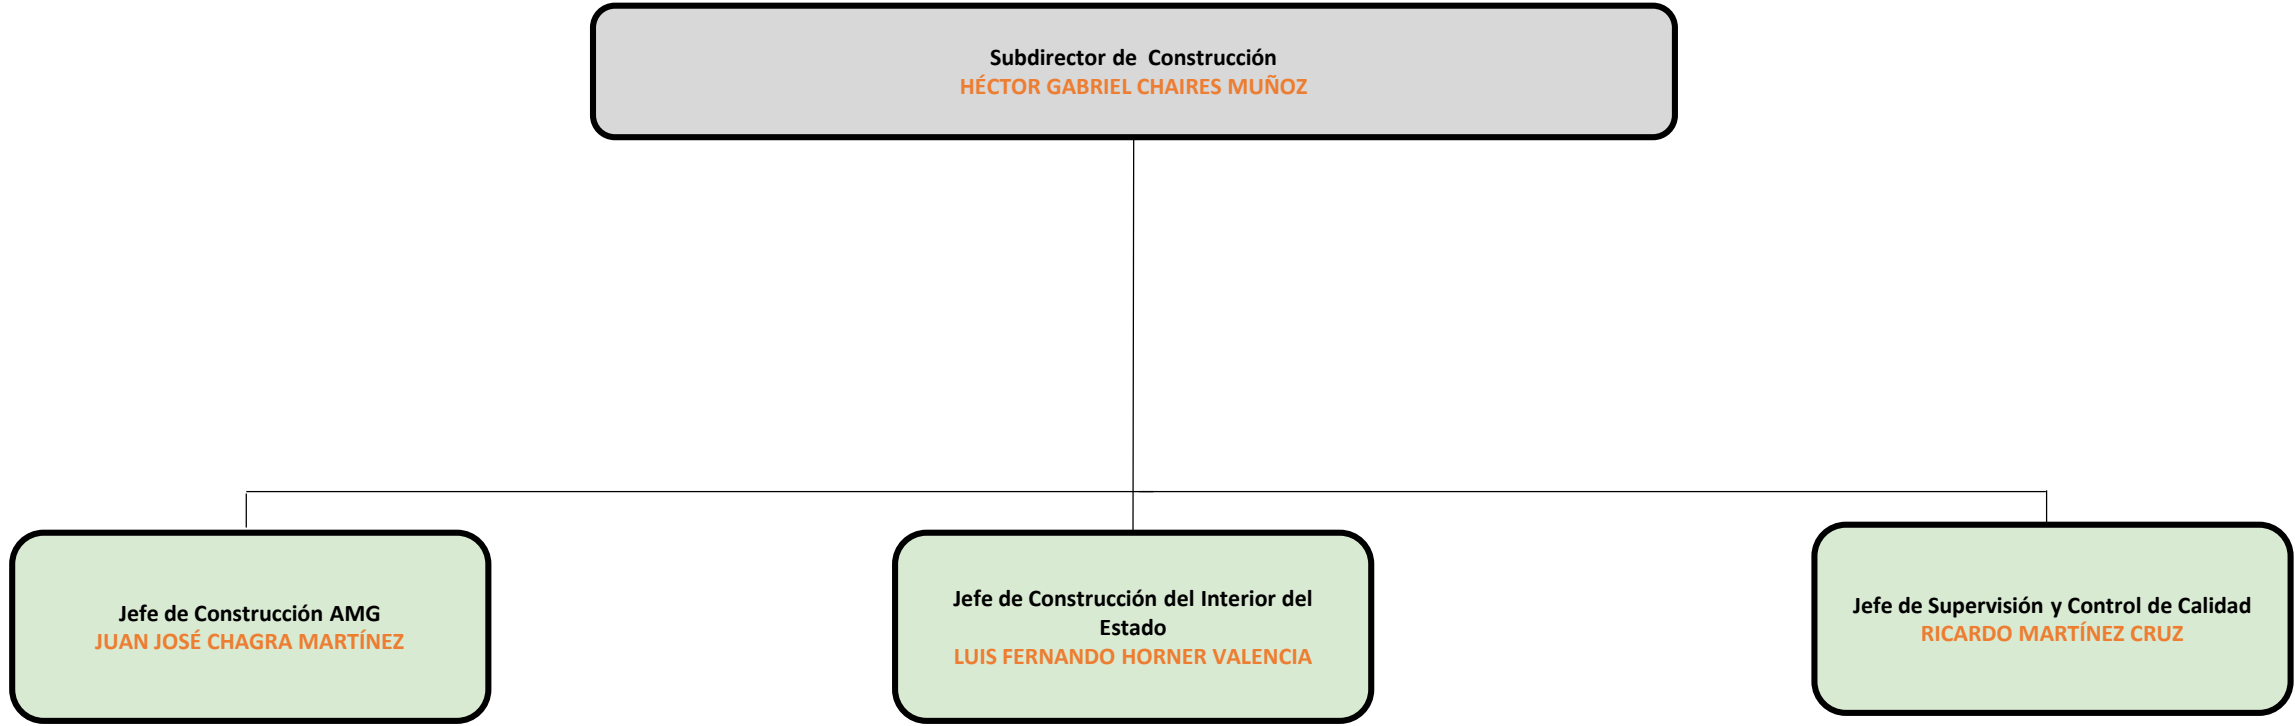 Subdirector de  Construcción
HÉCTOR GABRIEL CHAIRES MUÑOZ
Jefe de Construcción AMG
JUAN JOSÉ CHAGRA MARTÍNEZ
Jefe de Construcción del Interior del
Estado
LUIS FERNANDO HORNER VALENCIA
Jefe de Supervisión y Control de Calidad
RICARDO MARTÍNEZ CRUZ